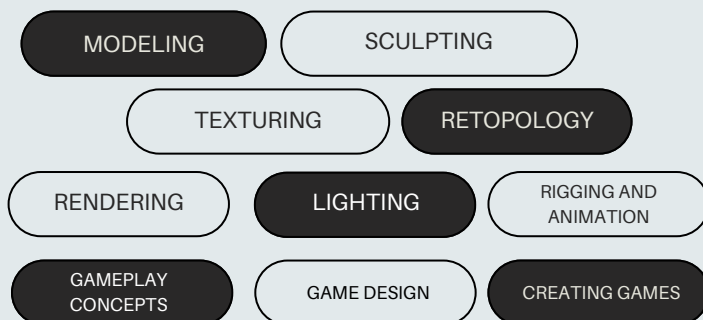 MODELING
SCULPTING
TEXTURING
RETOPOLOGY
RENDERING
LIGHTING
RIGGING AND
ANIMATION
GAMEPLAY
CONCEPTS
GAME DESIGN
CREATING GAMES